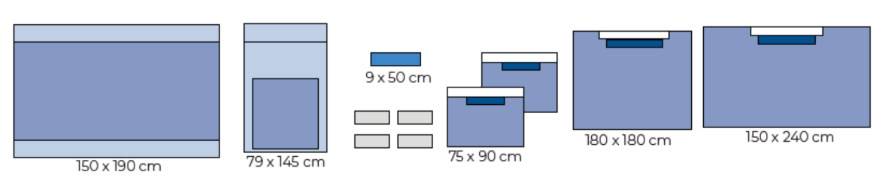 150 x 190 cm
79 x 145 cm
9 x 50 cm
75 x 90 cm
180 x 180 cm
150 x 240 cm